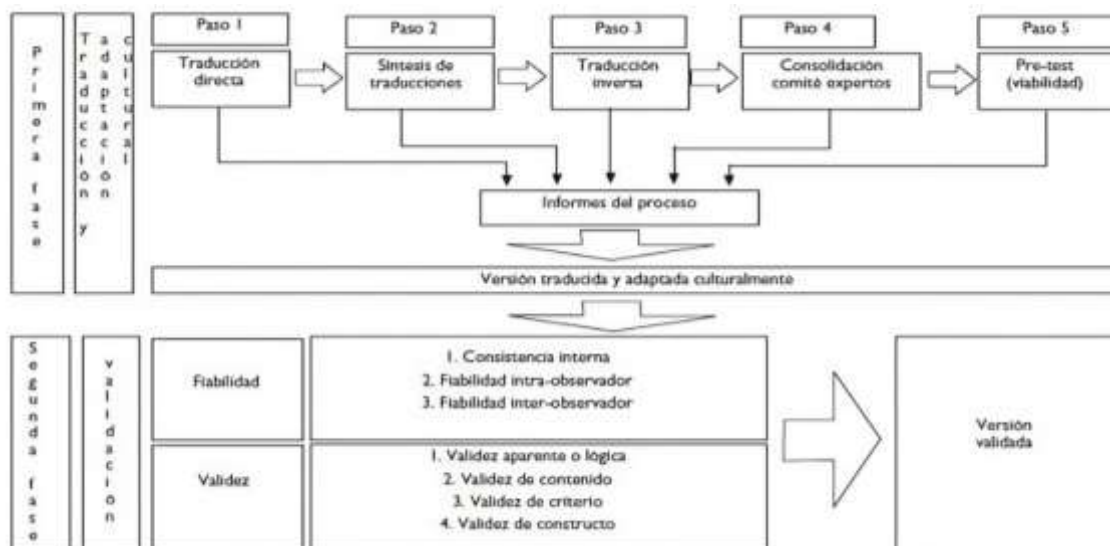 Primera fase
Traducción y
adaptación
cultural
Paso 1
Traducción
directa
Paso 2
Síntesis de
traducciones
Paso 3
Traducción
inversa
Paso 4
Consolidación
comité expertos
Paso 5
Pre-test
(viabilidad)
Informes del proceso
Versión traducida y adaptada culturalmente
Segunda fase
validación
Fiabilidad
1. Consistencia interna
2. Fiabilidad intra-observador
3. Fiabilidad inter-observador
Validez
1. Validez aparente o lógica
2. Validez de contenido
3. Validez de criterio
4. Validez de constructo
Versión
validada